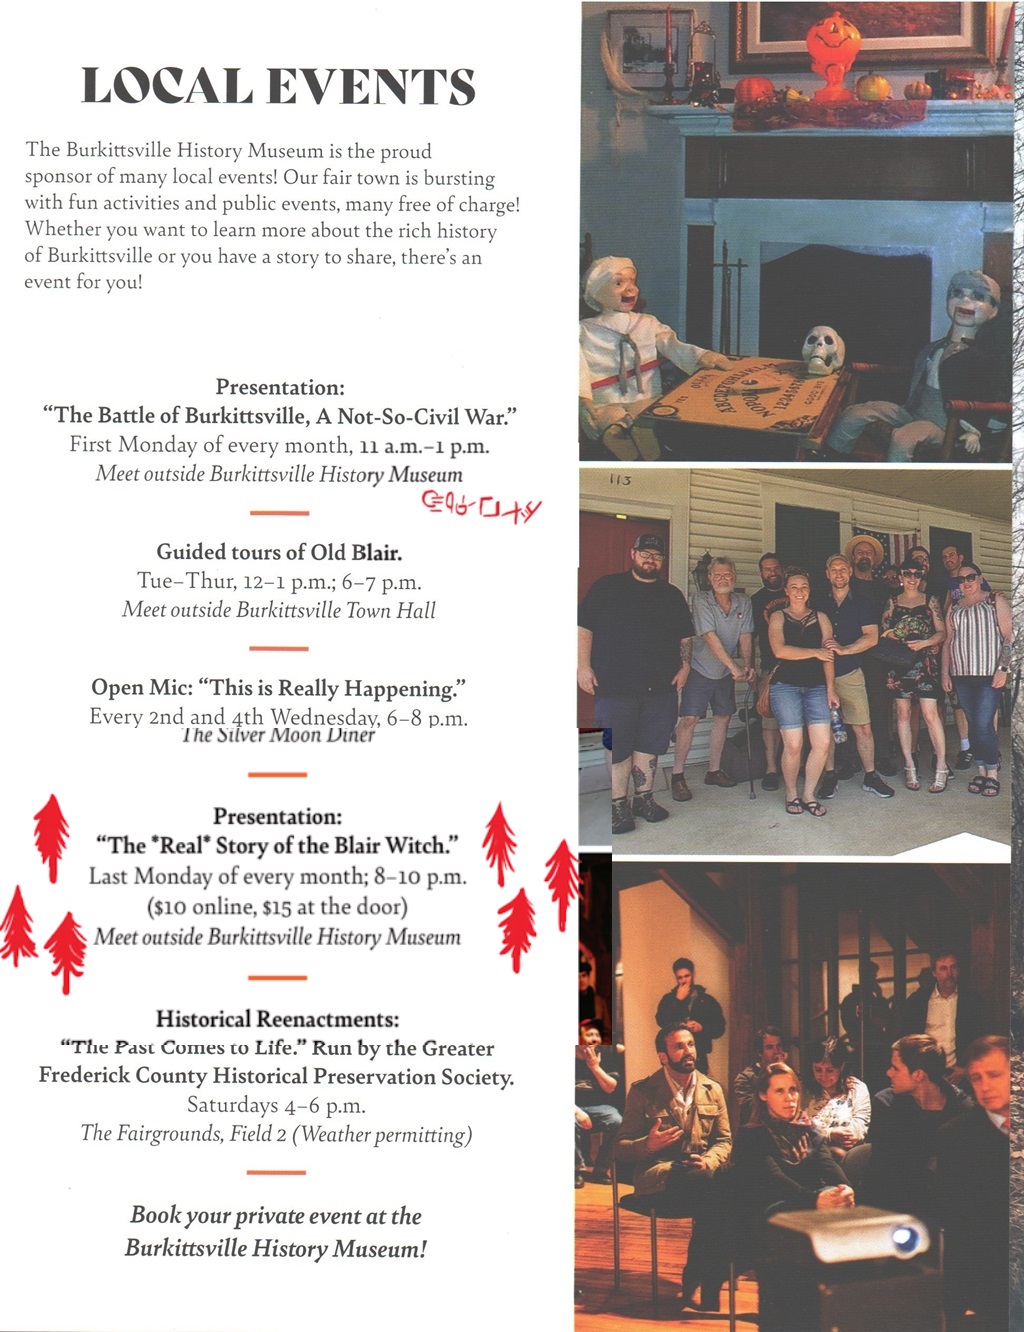 LOCAL EVENTS
The Burkittsville History Museum is the proud
sponsor of many local events! Our fair town is bursting
with fun activities and public events, many free of charge!
Whether you want to learn more about the rich history
of Burkittsville or you have a story to share, there's an
event for you!
Presentation:
“The Battle of Burkittsville, A Not-So-Civil War.”
First Monday of every month, 11 a.m.–1 p.m.
Meet outside Burkittsville History Museum
Guided tours of Old Blair.
Tue–Thur, 12–1 p.m.; 6–7 p.m.
Meet outside Burkittsville Town Hall
Open Mic: “This is Really Happening.”
Every 2nd and 4th Wednesday, 6–8 p.m.
The Silver Moon Diner
Presentation:
“The *Real* Story of the Blair Witch.”
Last Monday of every month; 8–10 p.m.
($10 online, $15 at the door)
Meet outside Burkittsville History Museum
Historical Reenactments:
“The Past Comes to Life.” Run by the Greater
Frederick County Historical Preservation Society.
Saturdays 4–6 p.m.
The Fairgrounds, Field 2 (Weather permitting)
Book your private event at the
Burkittsville History Museum!
113